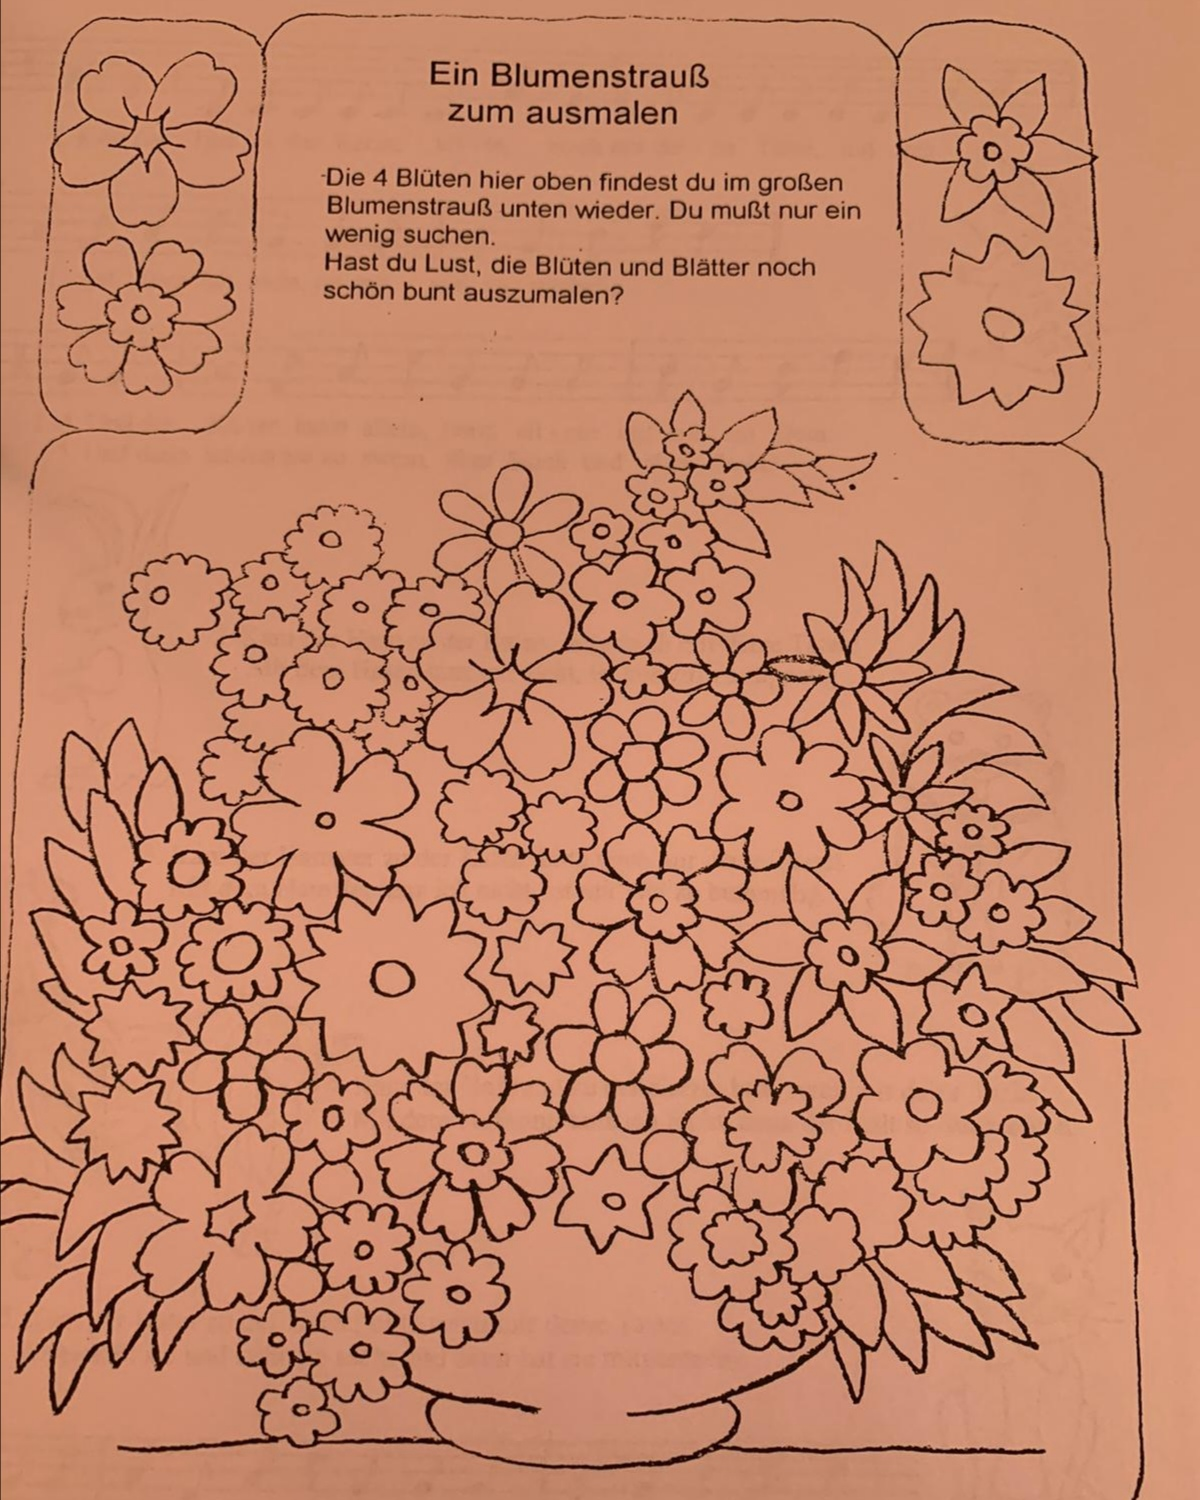 Ein Blumenstrauß
zum ausmalen
Die 4 Blüten hier oben findest du im großen
Blumenstrauß unten wieder. Du mußt nur ein
wenig suchen.
Hast du Lust, die Blüten und Blätter noch
schön bunt auszumalen?